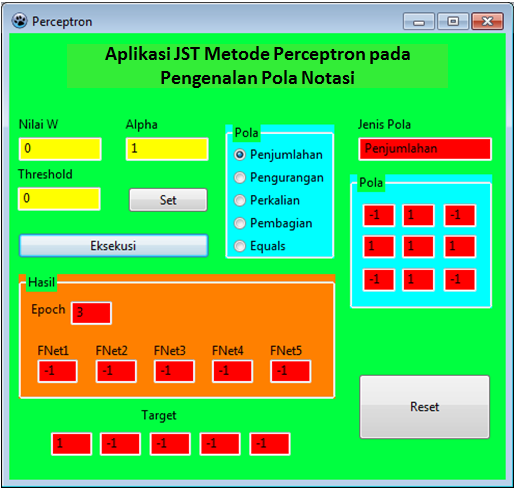 Perceptron
Aplikasi JST Metode Perceptron pada
Pengenalan Pola Notasi
Nilai W
Alpha
0
1
Threshold
0
Set
Eksekusi
Pola
Penjumlahan
Pengurangan
Perkalian
Pembagian
Equals
Jenis Pola
Penjumlahan
Pola
-1 1 -1
1 1 1
-1 1 -1
Hasil
Epoch 3
FNet1 FNet2 FNet3 FNet4 FNet5
-1 -1 -1 -1 -1
Target
1 -1 -1 -1 -1
Reset